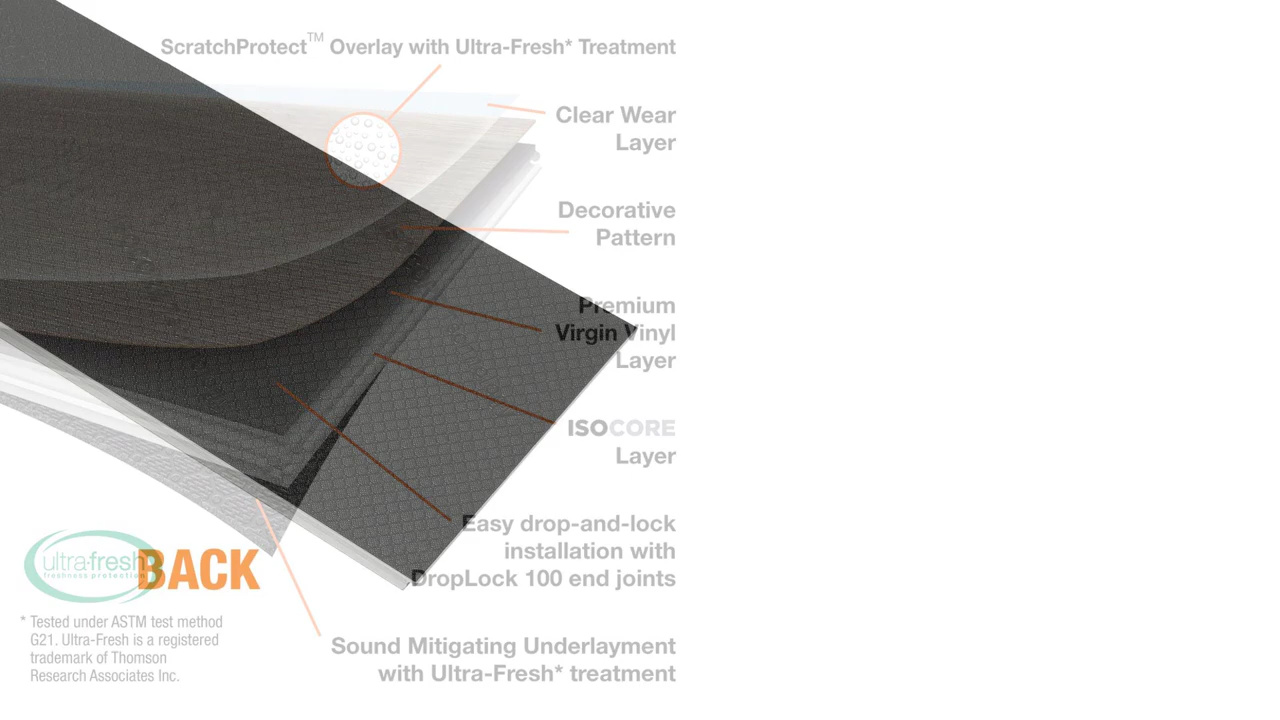 ScratchProtect™ Overlay with Ultra-Fresh* Treatment
Clear Wear
Layer
Decorative
Pattern
Premium
Virgin Vinyl
Layer
ISOCORE
Layer
Easy drop-and-lock
installation with
DropLock 100 end joints
ultra-fresh
freshness protection
BACK
* Tested under ASTM test method
G21. Ultra-Fresh is a registered
trademark of Thomson
Research Associates Inc.
Sound Mitigating Underlayment
with Ultra-Fresh* treatment